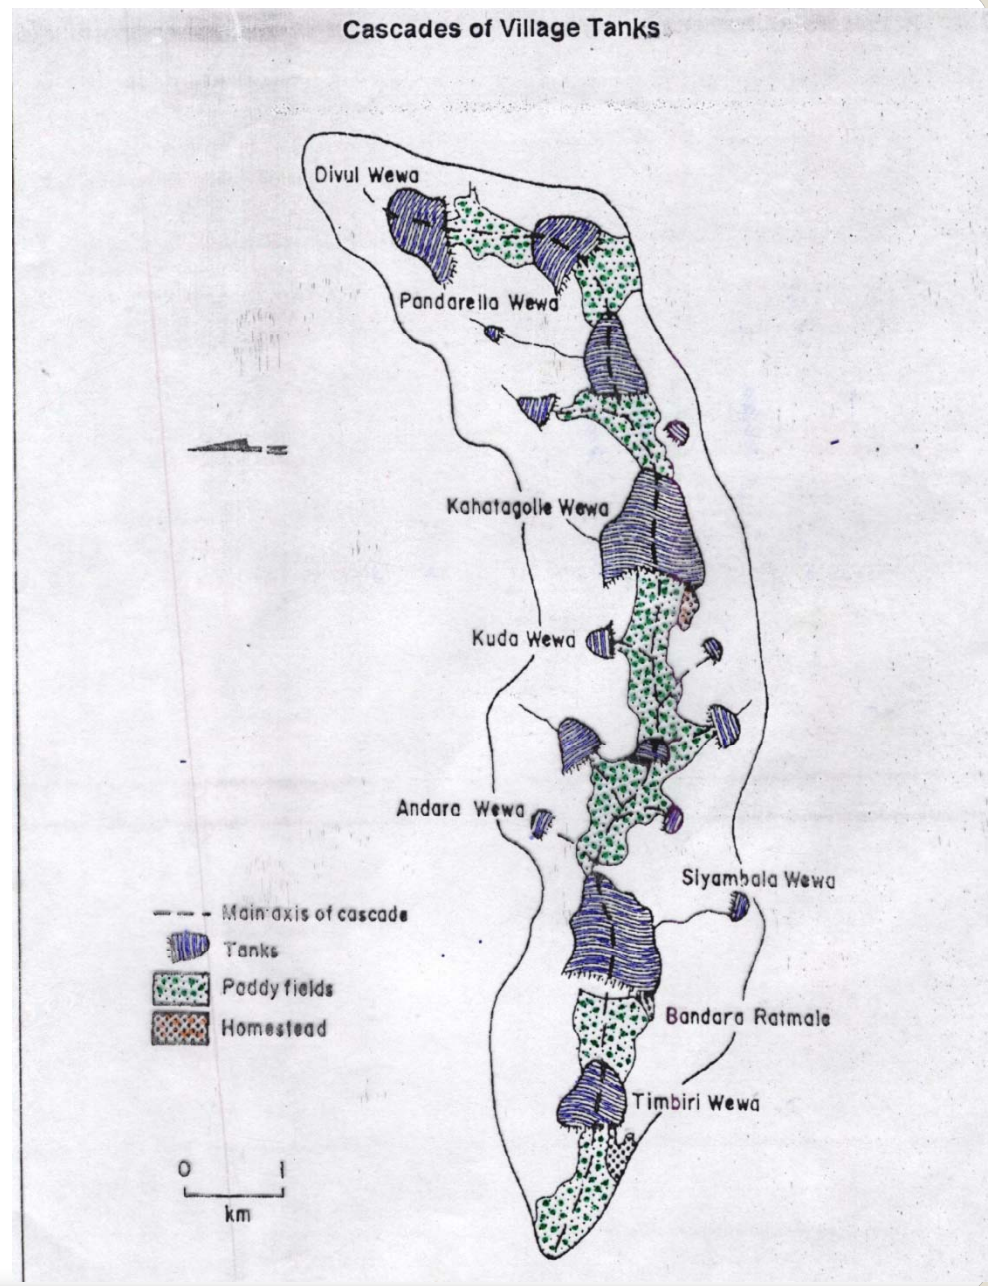 Cascades of Village Tanks
Divul Wewa
Pandarella Wewa
Kahatagolle Wewa
Kuda Wewa
Andara Wewa
Siyambala Wewa
Main axis of cascade
Tanks
Paddy fields
Homestead
Bandara Ratmale
Timbiri Wewa
0 1
km